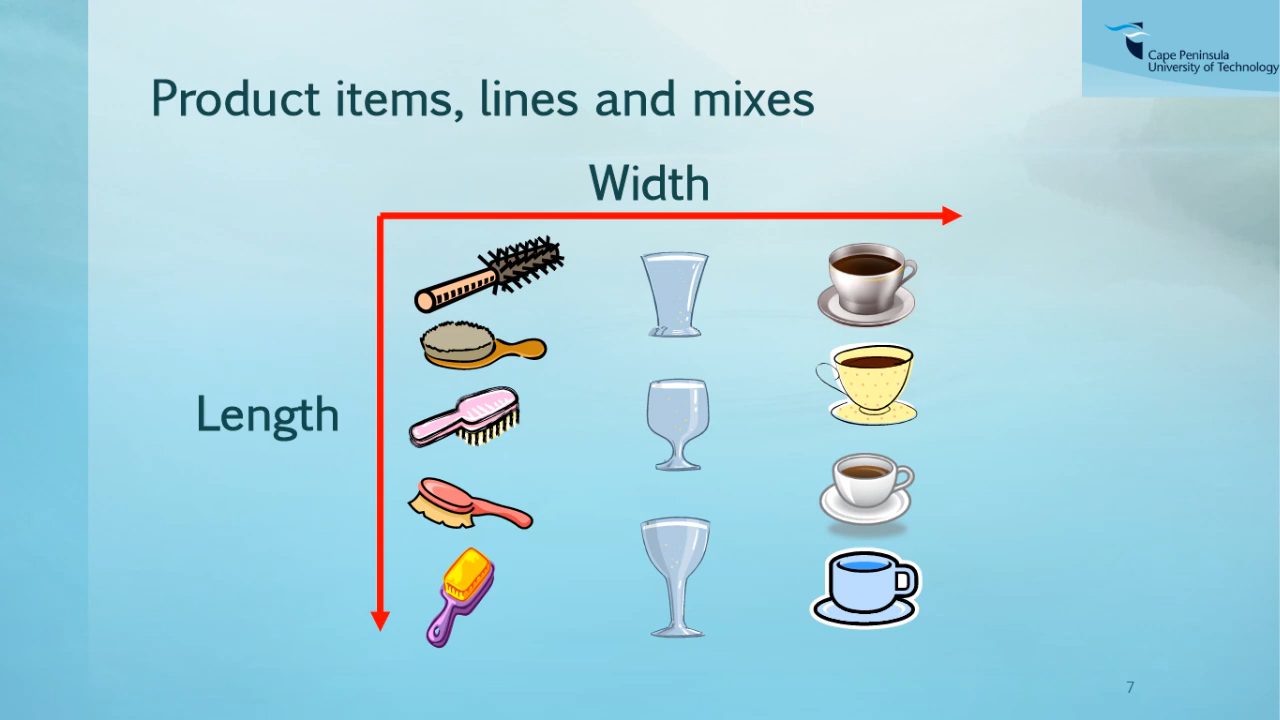 Cape Peninsula
University of Technology
Product items, lines and mixes
Width
Length
7